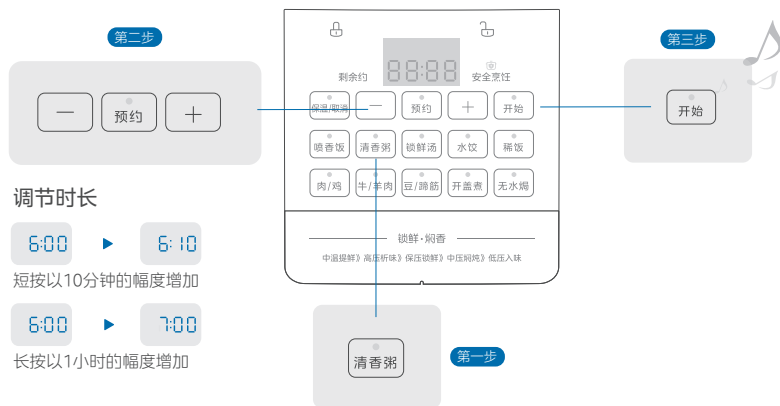 第二步
第三步
88:88
剩余约
安全烹饪
— 预约 +
开始
保温/取消 — 预约 + 开始
喷香饭 清香粥 锁鲜汤 水饺 稀饭
肉/鸡 牛/羊肉 豆/蹄筋 开盖煮 无水焗
调节时长
6:00 6:10
短按以10分钟的幅度增加
6:00 7:00
长按以1小时的幅度增加
锁鲜·焖香
中温提鲜》高压析味》保压锁鲜》中压焖炖》低压入味
清香粥
第一步